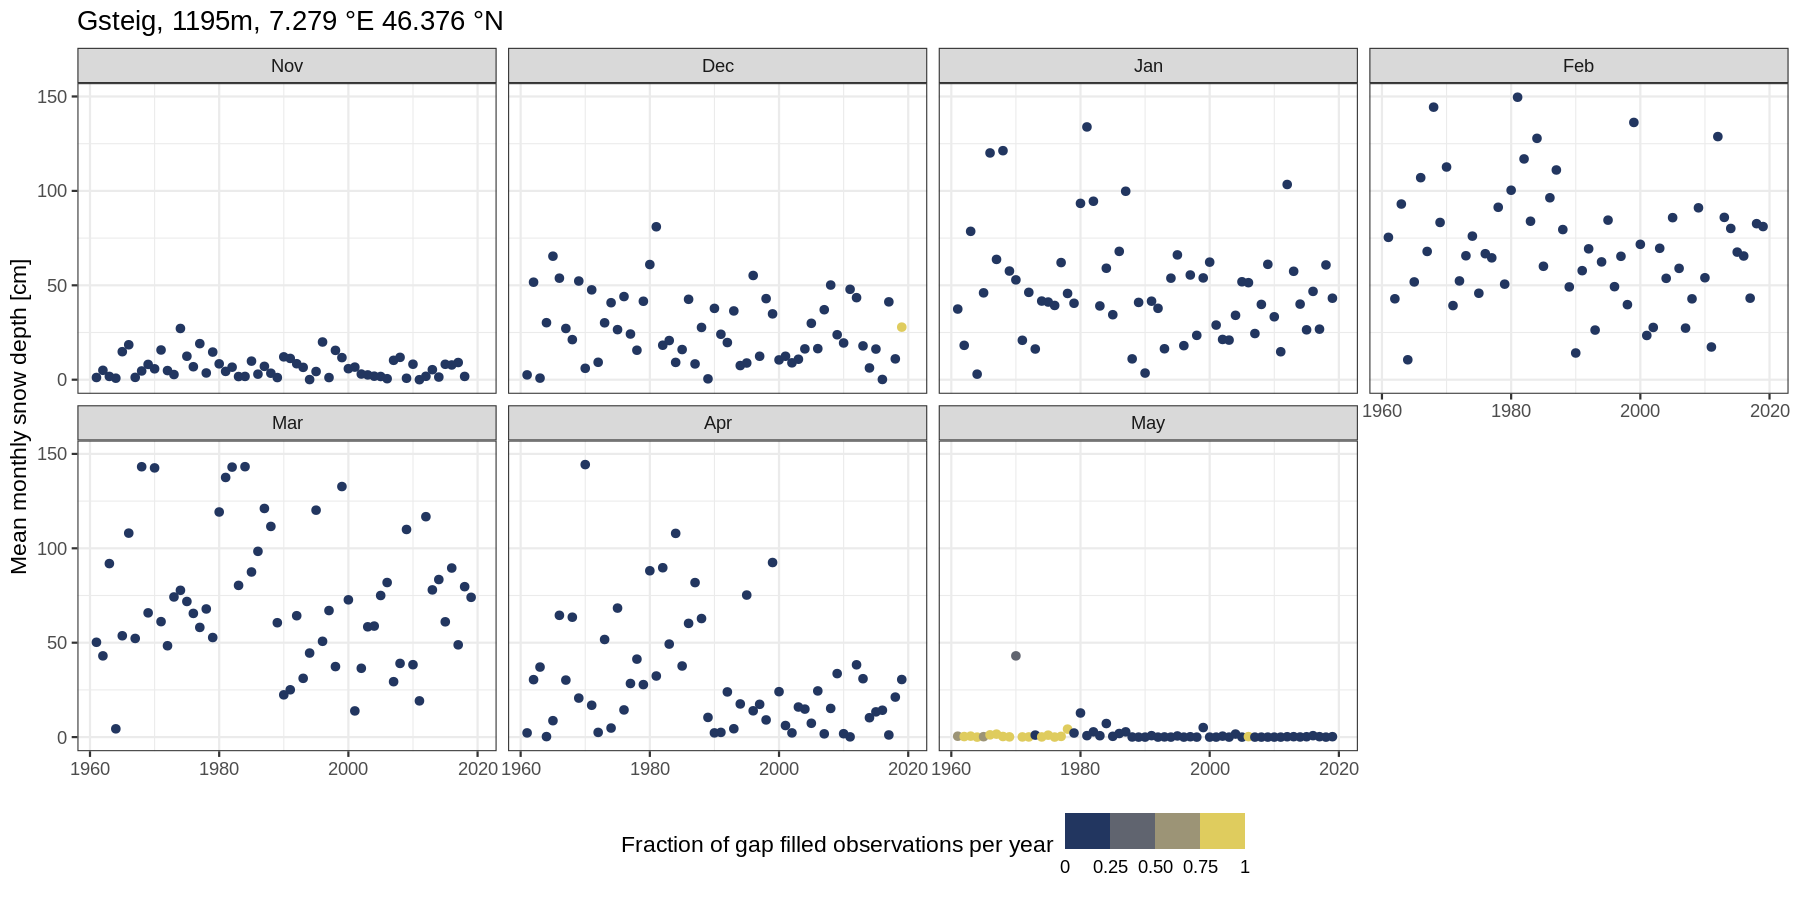 Gsteig, 1195m, 7.279 °E 46.376 °N
Nov
Dec
Jan
Feb
150
100
50
0
1960
1980
2000
2020
Mar
Apr
May
150
100
50
0
1960
1980
2000
2020
1960
1980
2000
2020
1960
1980
2000
2020
Mean monthly snow depth [cm]
Fraction of gap filled observations per year
0
0.25
0.50
0.75
1